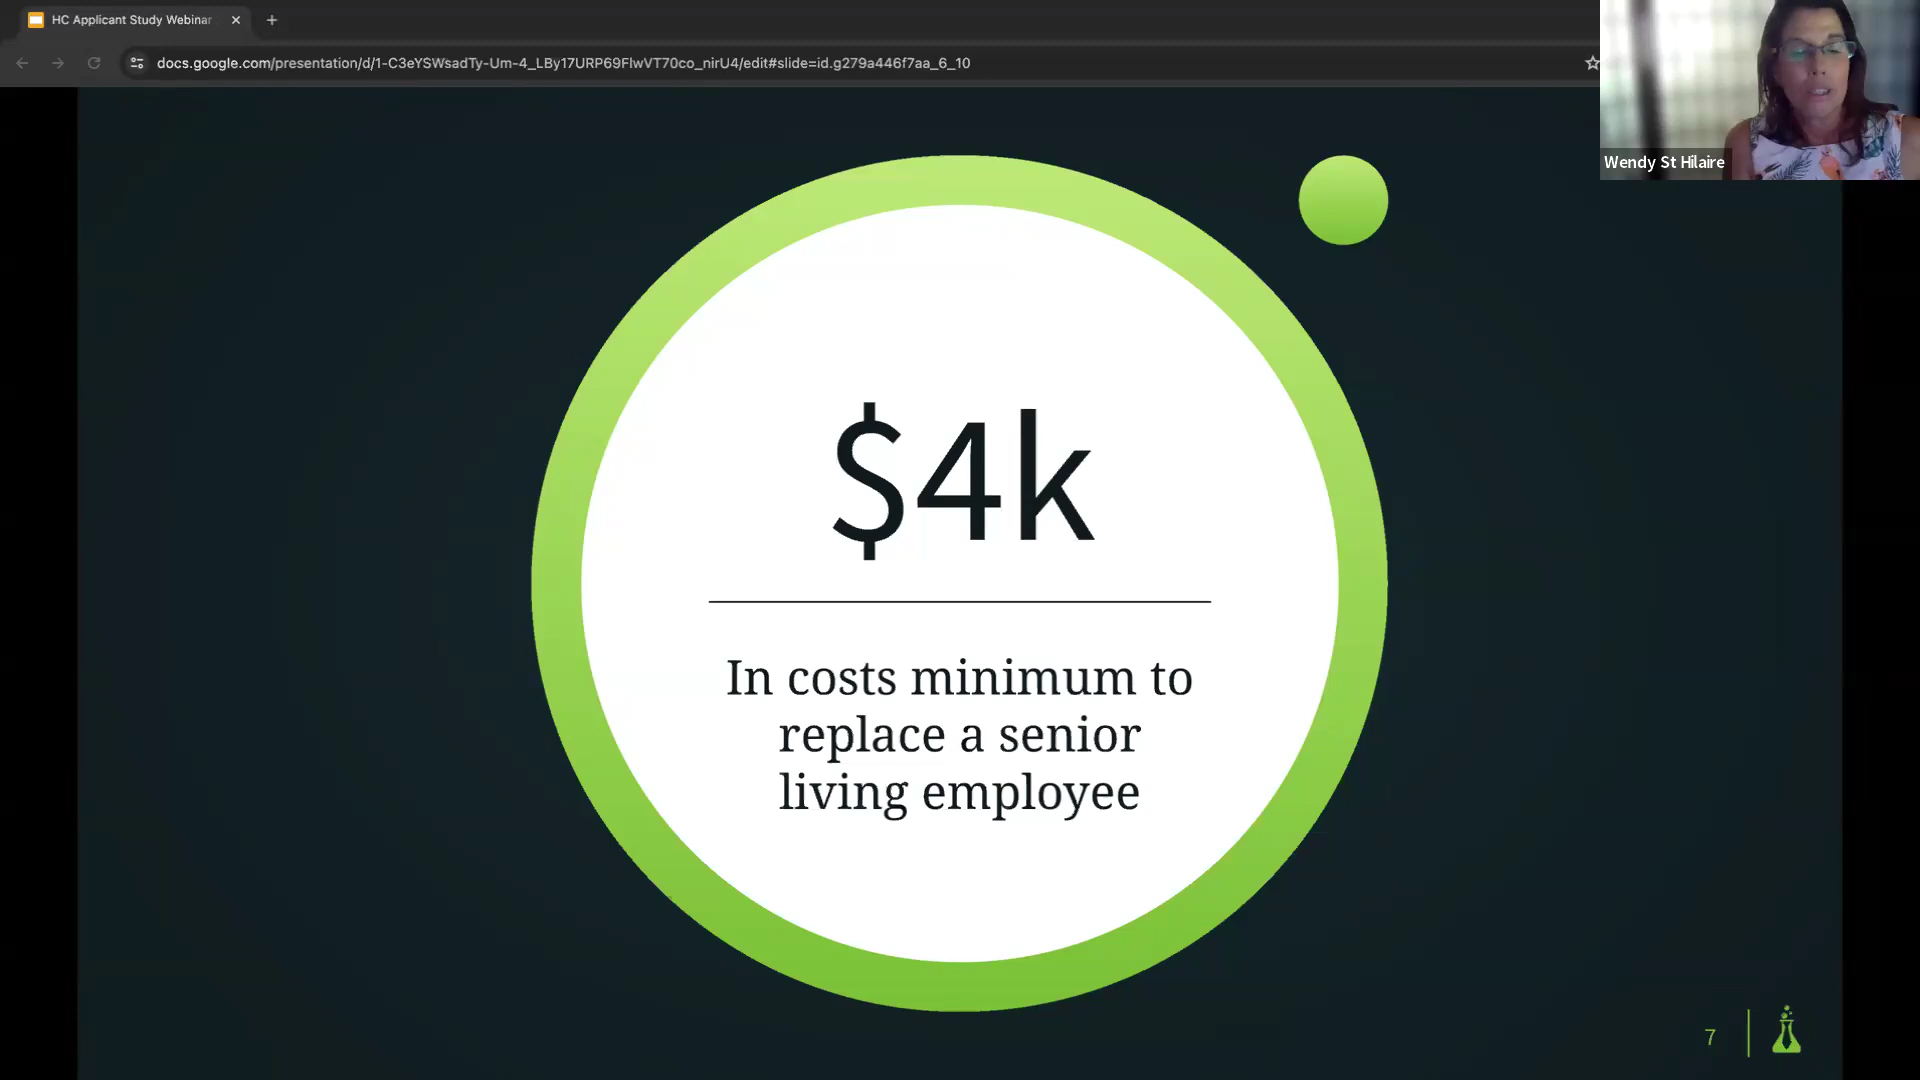 HC Applicant Study Webinar
docs.google.com/presentation/d/1-C3eYSWsadTy-Um-4_LBy17URP69FlwVT70co_nirU4/edit#slide=id.g279a446f7aa_6_10
Wendy St Hilaire
$4k
In costs minimum to
replace a senior
living employee
7